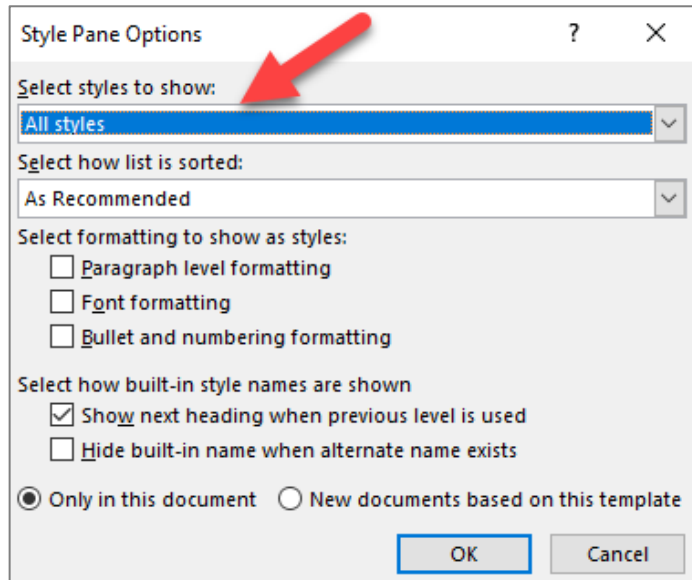 Style Pane Options ?
Select styles to show:
All styles
Select how list is sorted:
As Recommended
Select formatting to show as styles:
Paragraph level formatting
Font formatting
Bullet and numbering formatting
Select how built-in style names are shown
Show next heading when previous level is used
Hide built-in name when alternate name exists
Only in this document New documents based on this template
OK Cancel